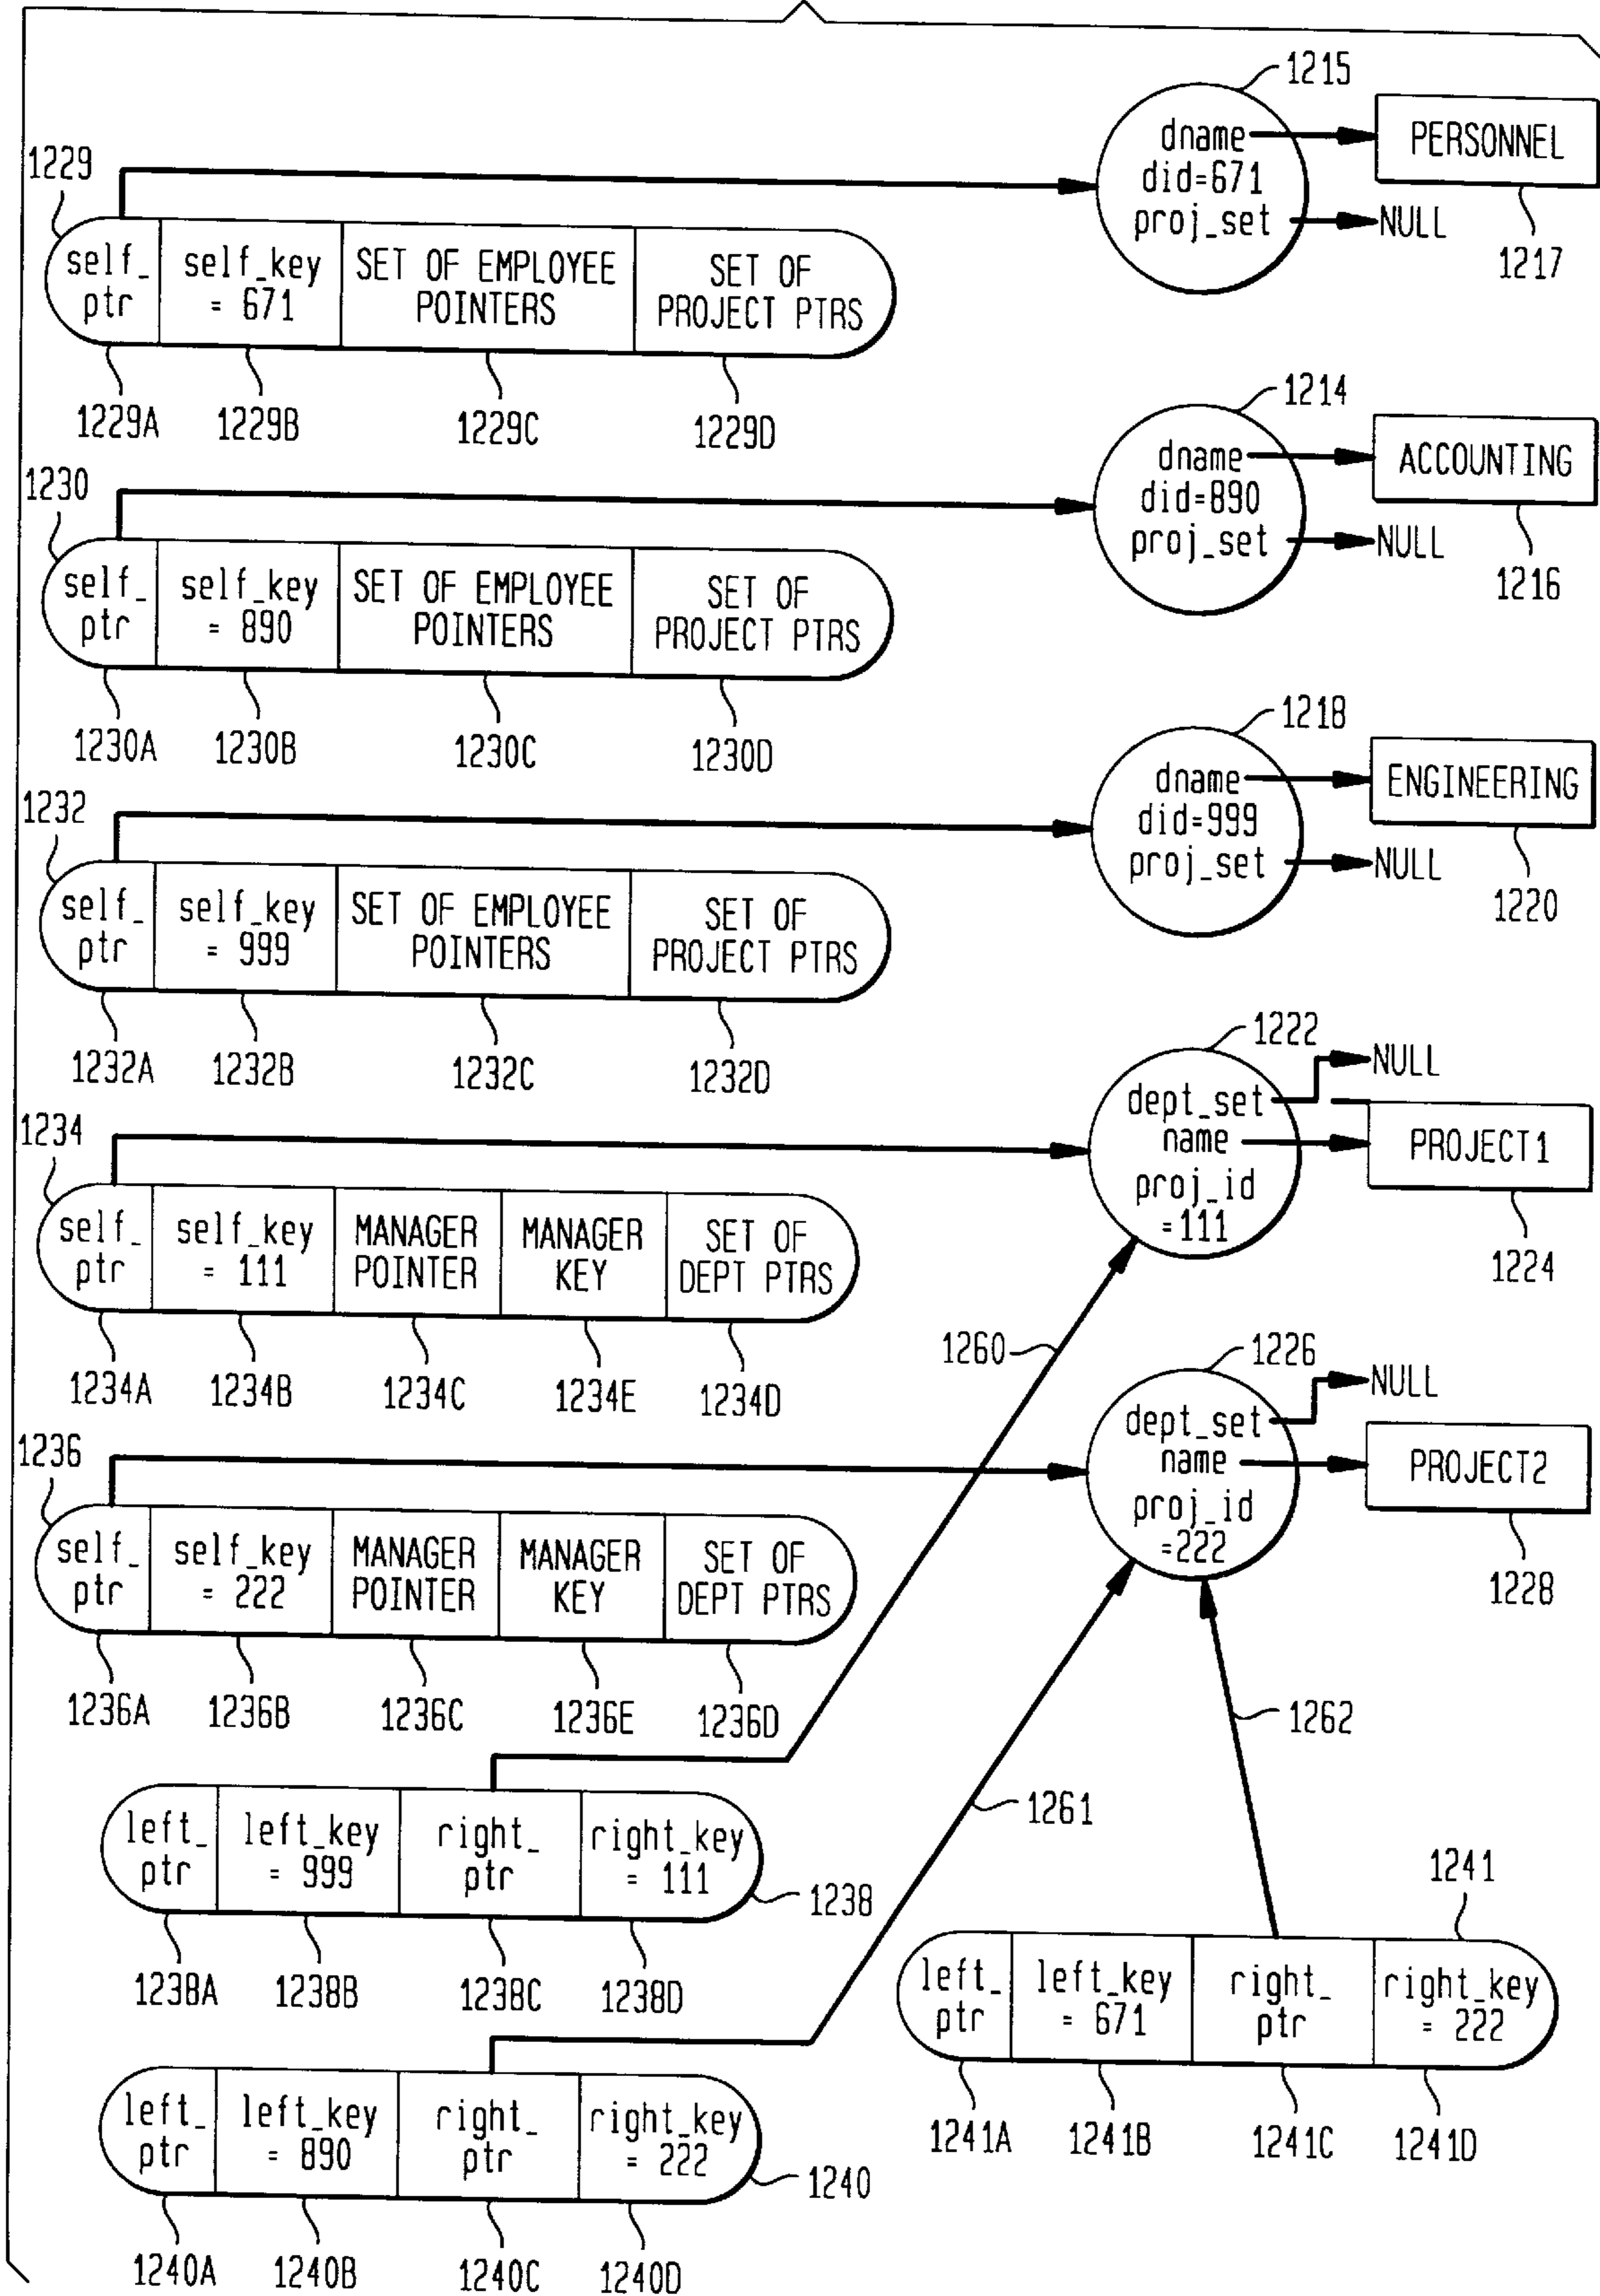 1215
dname
did=671
proj_set
PERSONNEL
NULL
1217
1229
self_
ptr
self_key
= 671
SET OF EMPLOYEE
POINTERS
SET OF
PROJECT PTRS
1229A
1229B
1229C
1229D
1214
dname
did=890
proj_set
ACCOUNTING
NULL
1216
1230
self_
ptr
self_key
= 890
SET OF EMPLOYEE
POINTERS
SET OF
PROJECT PTRS
1230A
1230B
1230C
1230D
1218
dname
did=999
proj_set
ENGINEERING
NULL
1220
1232
self_
ptr
self_key
= 999
SET OF EMPLOYEE
POINTERS
SET OF
PROJECT PTRS
1232A
1232B
1232C
1232D
1222
dept_set
name
proj_id
=111
NULL
PROJECT1
1224
1234
self_
ptr
self_key
= 111
MANAGER
POINTER
MANAGER
KEY
SET OF
DEPT PTRS
1234A
1234B
1234C
1234E
1234D
1260
1226
dept_set
name
proj_id
=222
NULL
PROJECT2
1228
1236
self_
ptr
self_key
= 222
MANAGER
POINTER
MANAGER
KEY
SET OF
DEPT PTRS
1236A
1236B
1236C
1236E
1236D
1262
1261
left_
ptr
left_key
= 999
right_
ptr
right_key
= 111
1238
1238A
1238B
1238C
1238D
1241
left_
ptr
left_key
= 671
right_
ptr
right_key
= 222
1241A
1241B
1241C
1241D
left_
ptr
left_key
= 890
right_
ptr
right_key
= 222
1240
1240A
1240B
1240C
1240D